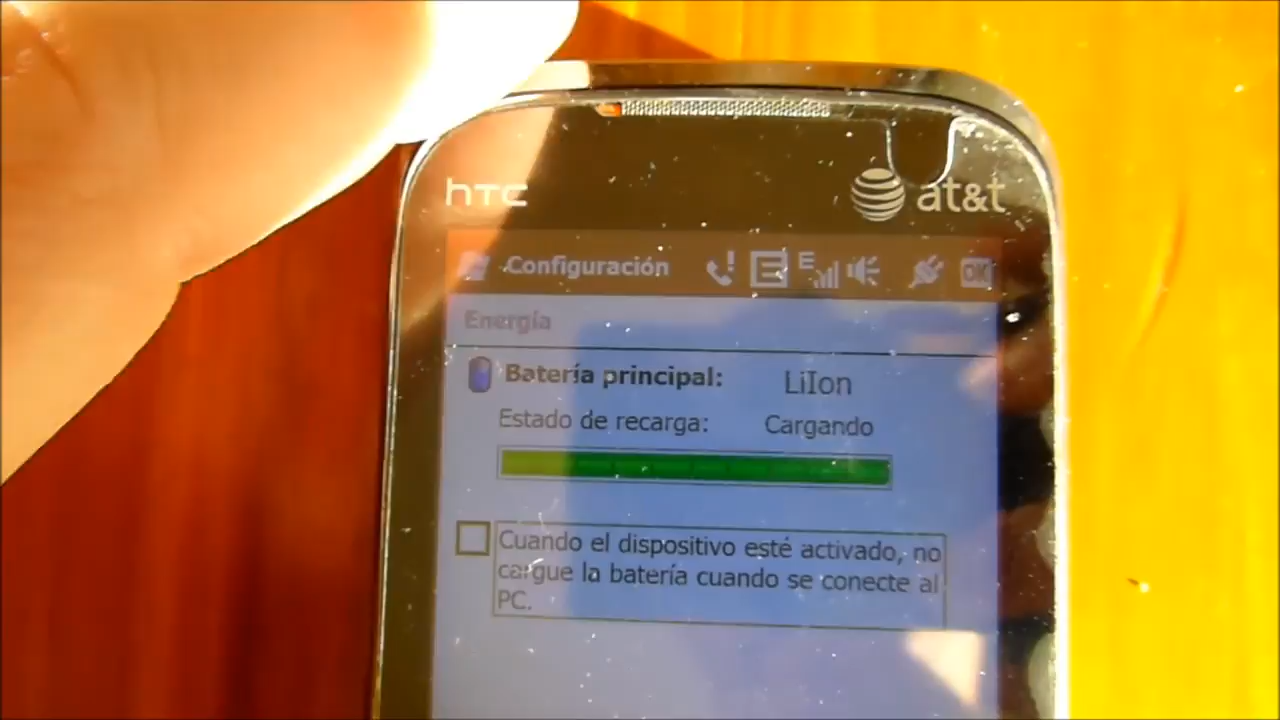 hTC
at&t
Configuración
E
OK
Energía
Batería principal: LiIon
Estado de recarga: Cargando
Cuando el dispositivo esté activado, no
cargue la batería cuando se conecte al
PC.